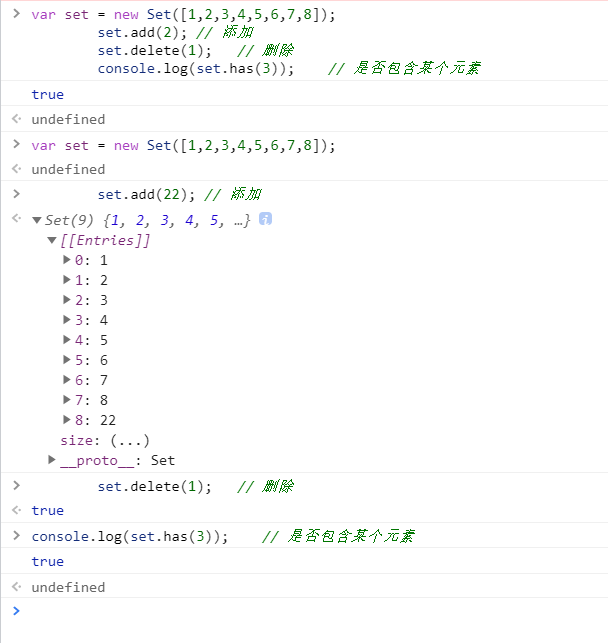 var set = new Set([1,2,3,4,5,6,7,8]);
set.add(2); // 添加
set.delete(1);   // 删除
console.log(set.has(3));    // 是否包含某个元素
true
undefined
var set = new Set([1,2,3,4,5,6,7,8]);
undefined
set.add(22); // 添加
Set(9) {1, 2, 3, 4, 5, …} i
[[Entries]]
0: 1
1: 2
2: 3
3: 4
4: 5
5: 6
6: 7
7: 8
8: 22
size: (...)
__proto__: Set
set.delete(1);   // 删除
true
console.log(set.has(3));    // 是否包含某个元素
true
undefined